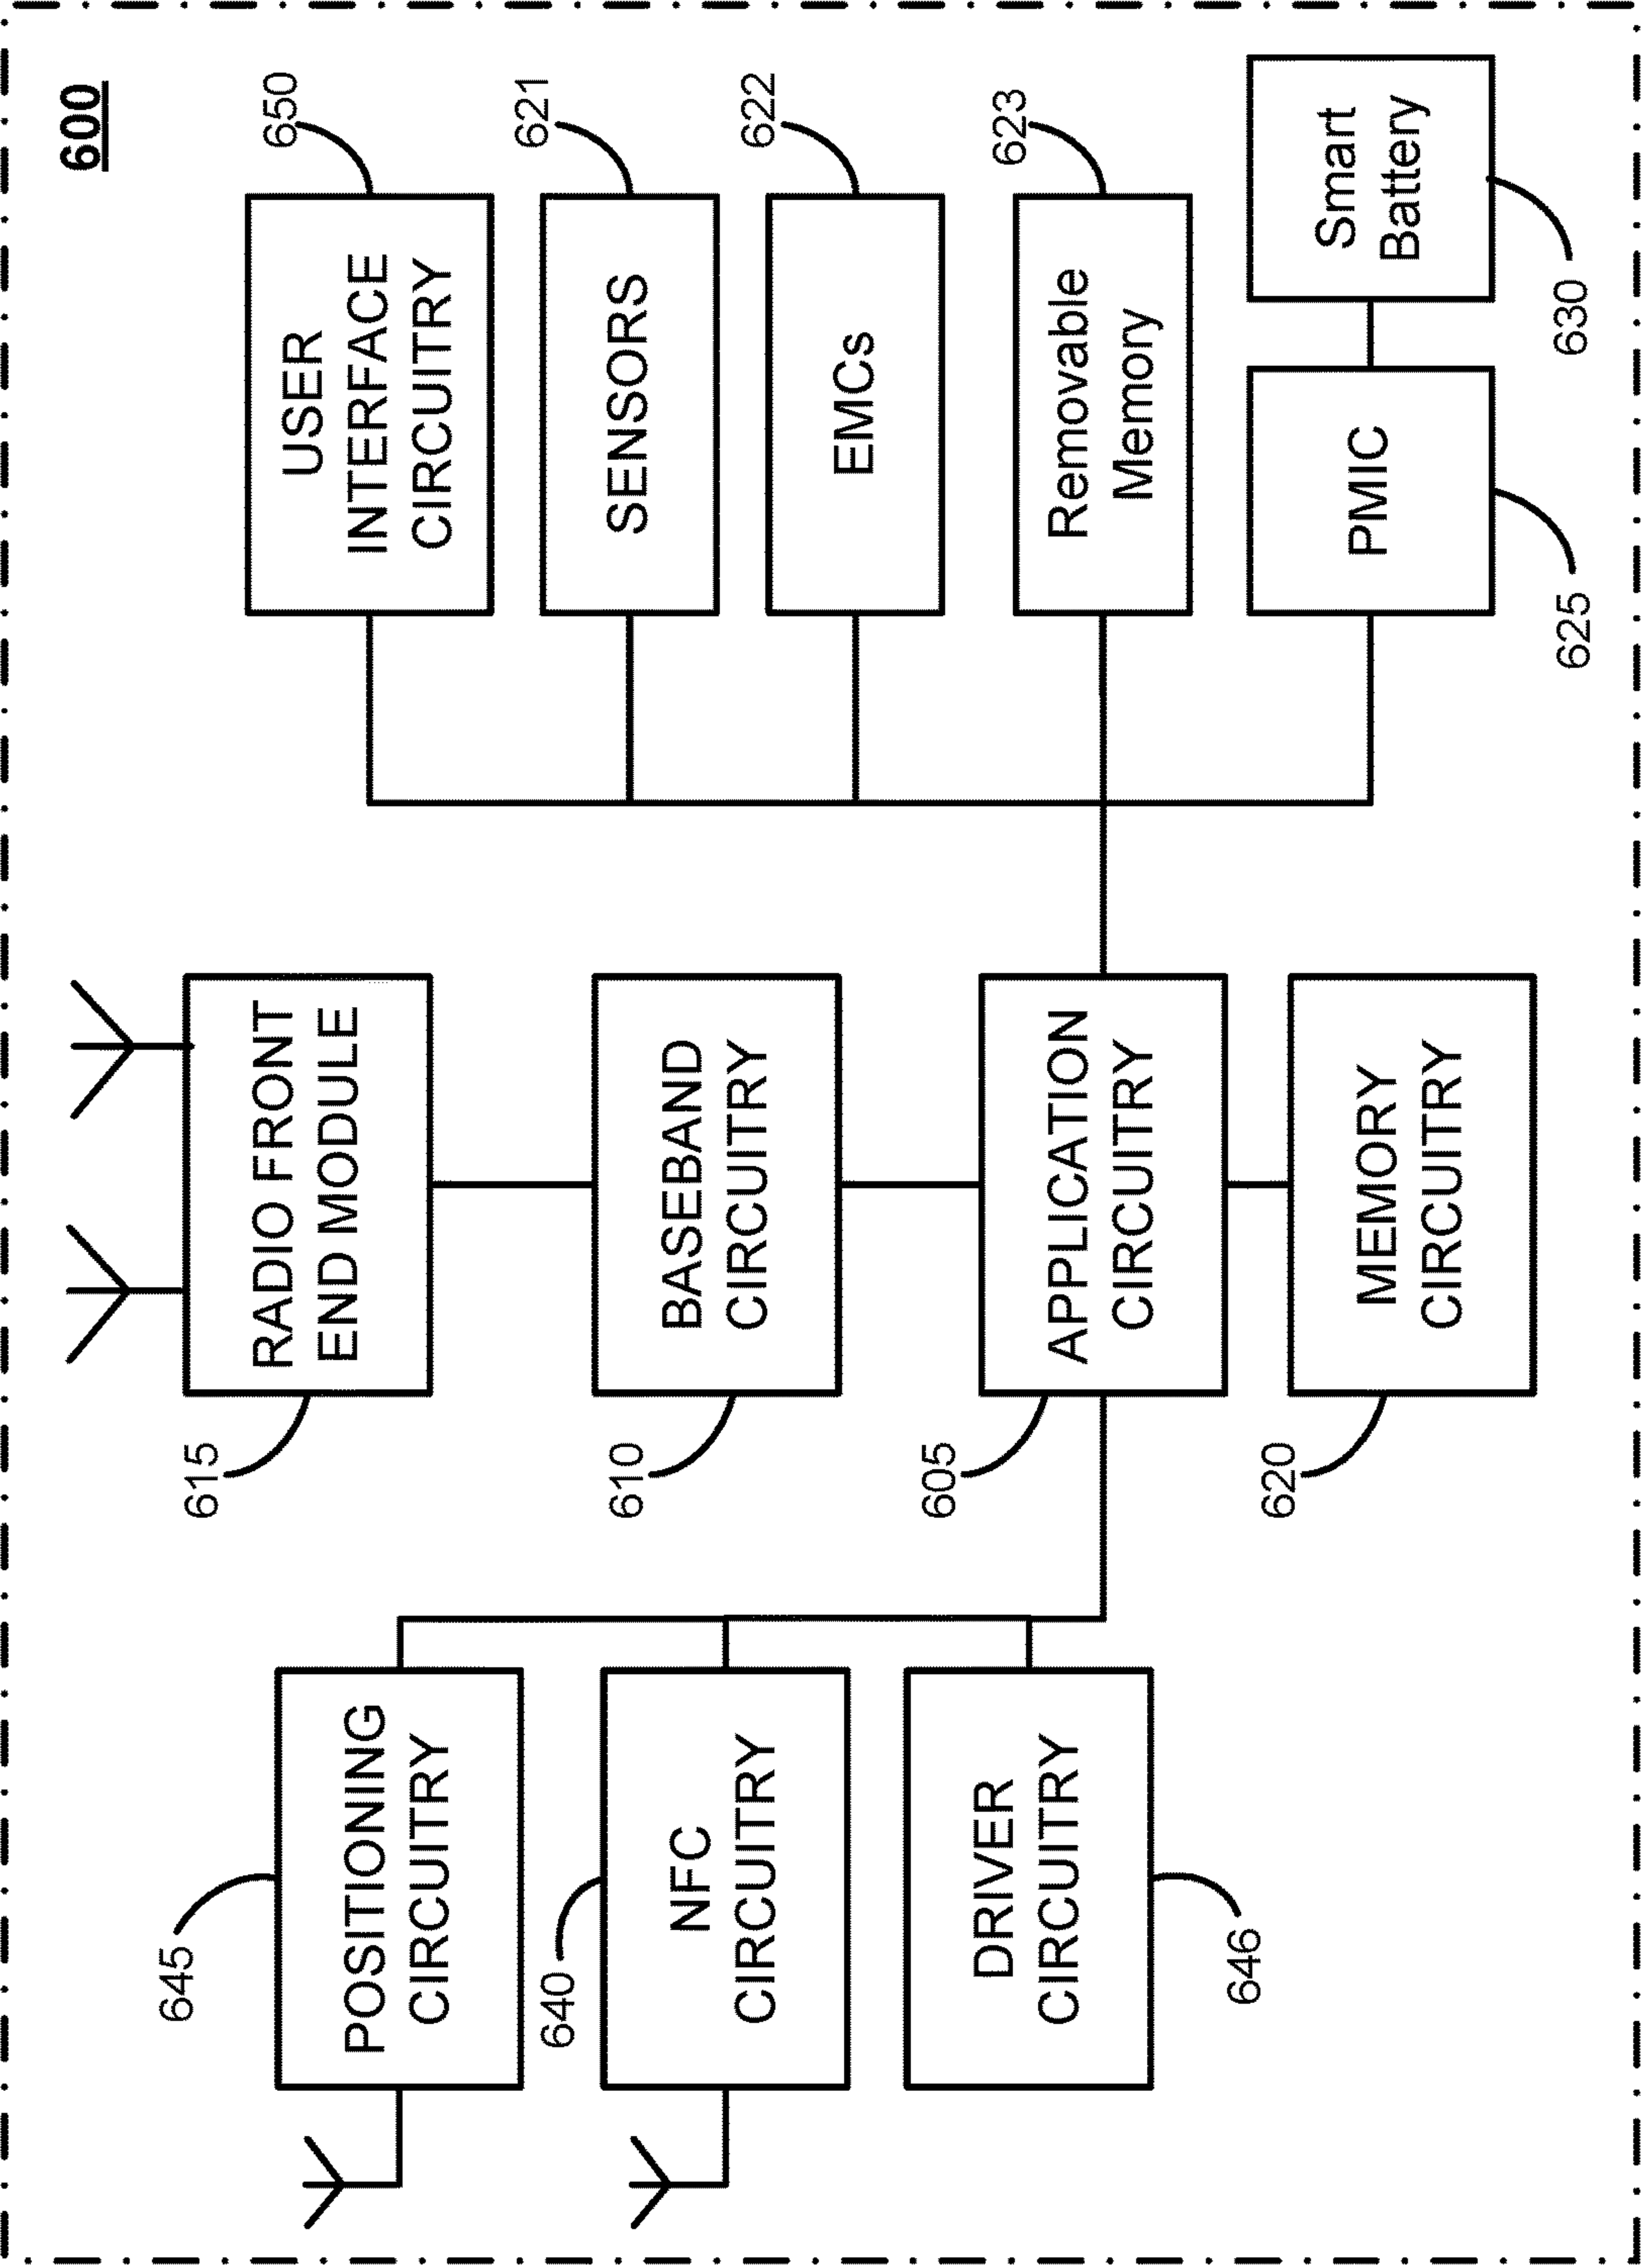 600
645
POSITIONING
CIRCUITRY
640
NFC
CIRCUITRY
DRIVER
CIRCUITRY
646
615
RADIO FRONT
END MODULE
610
BASEBAND
CIRCUITRY
605
APPLICATION
CIRCUITRY
620
MEMORY
CIRCUITRY
650
USER
INTERFACE
CIRCUITRY
621
SENSORS
622
EMCs
623
Removable
Memory
PMIC
625
Smart
Battery
630